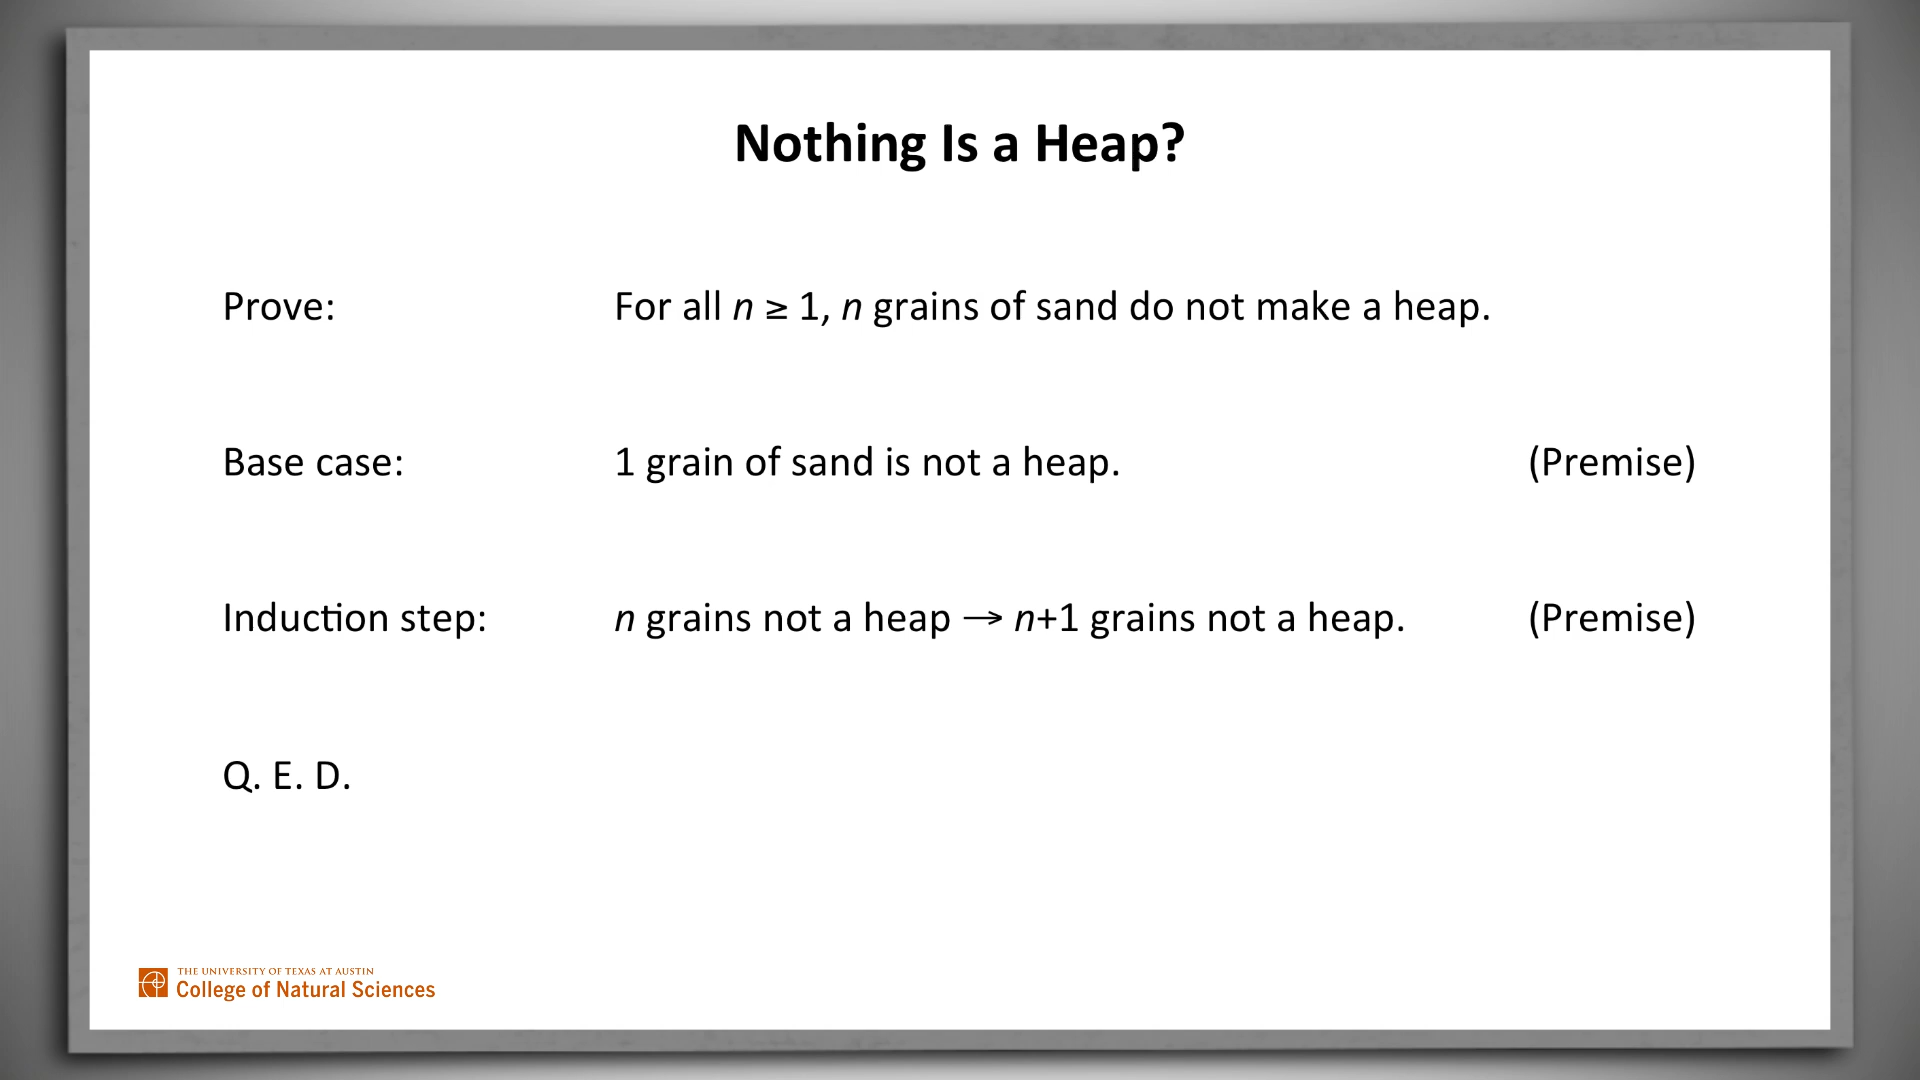 Nothing Is a Heap?
Prove: For all n ≥ 1, n grains of sand do not make a heap.
Base case: 1 grain of sand is not a heap. (Premise)
Induction step: n grains not a heap → n+1 grains not a heap. (Premise)
Q. E. D.
THE UNIVERSITY OF TEXAS AT AUSTIN
College of Natural Sciences